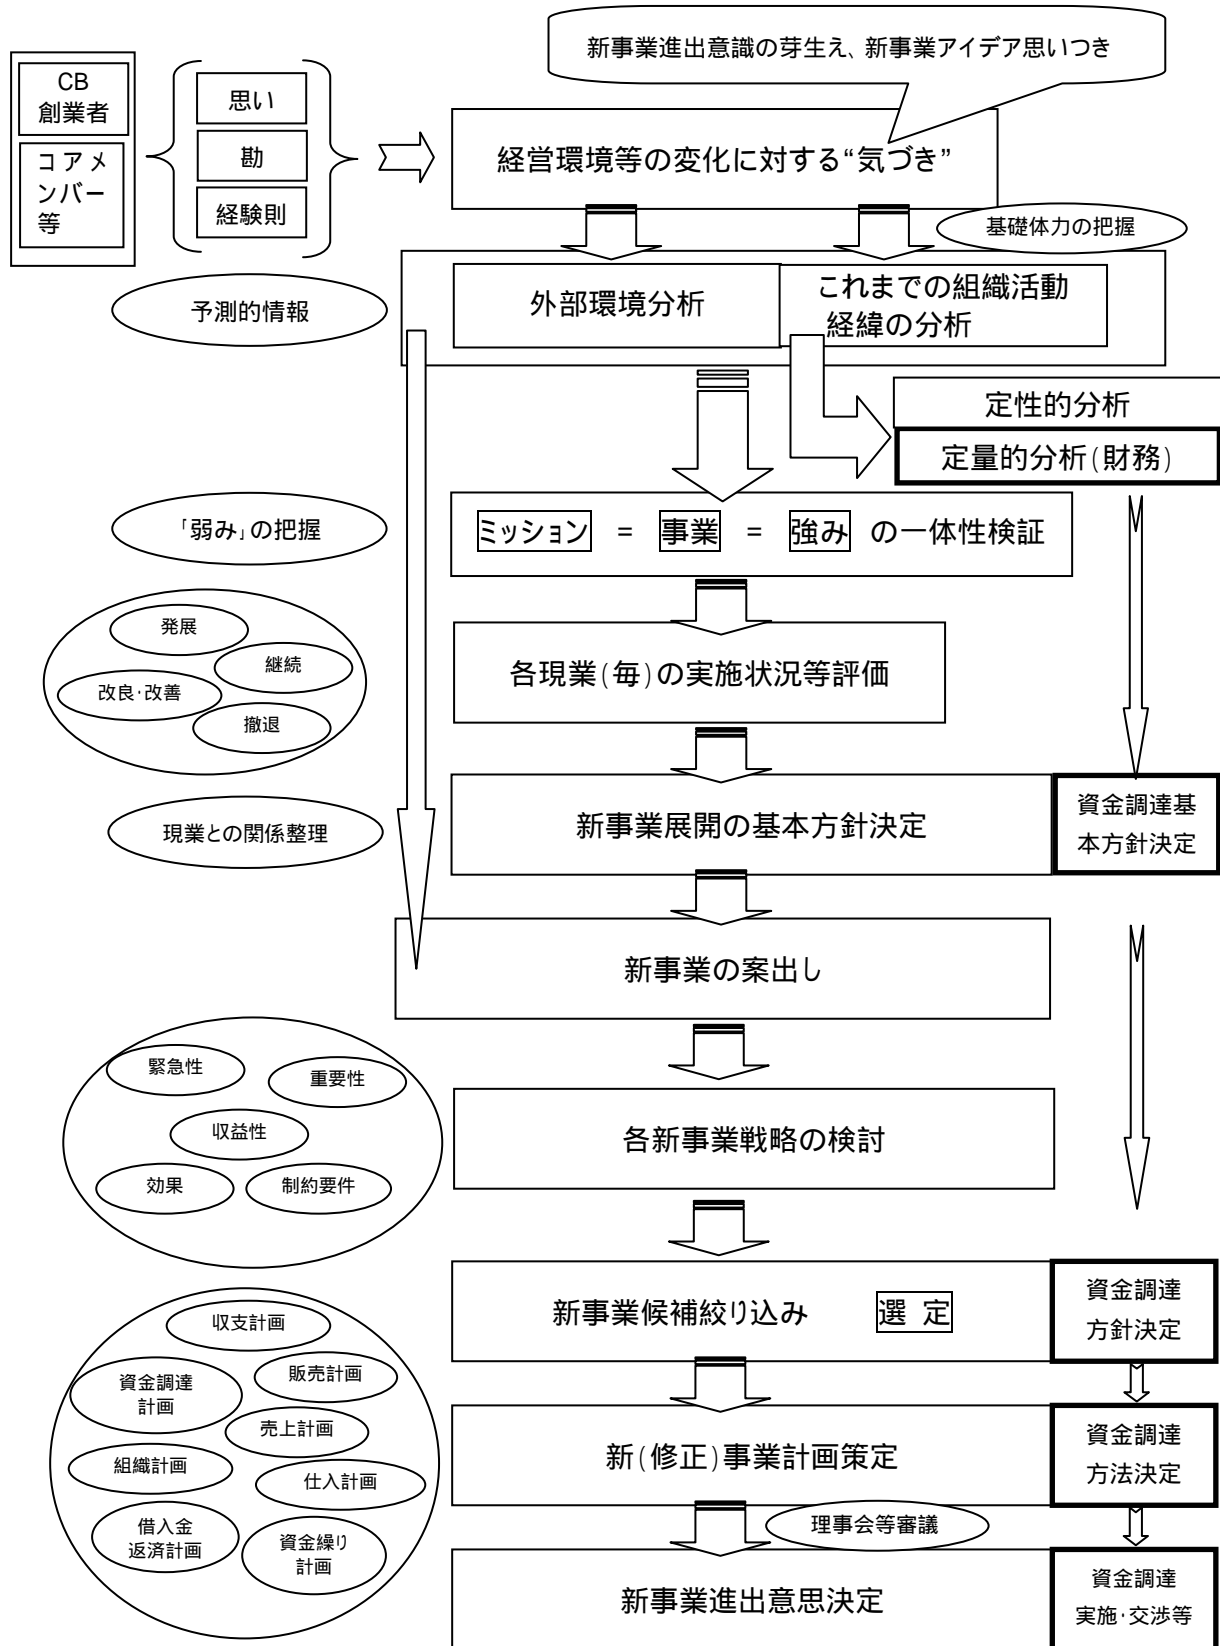 新事業進出意識の芽生え、新事業アイデア思いつき
CB
創業者
コアメ
ンバー
等
思い
勘
経験則
経営環境等の変化に対する“気づき”
基礎体力の把握
予測的情報
外部環境分析
これまでの組織活動
経緯の分析
定性的分析
定量的分析(財務)
「弱み」の把握
ミッション = 事業 = 強み の一体性検証
発展
継続
改良・改善
撤退
各現業(毎)の実施状況等評価
現業との関係整理
新事業展開の基本方針決定
資金調達基
本方針決定
新事業の案出し
緊急性
重要性
収益性
効果
制約要件
各新事業戦略の検討
新事業候補絞り込み 選 定
資金調達
方針決定
収支計画
販売計画
資金調達
計画
売上計画
組織計画
仕入計画
借入金
返済計画
資金繰り
計画
新(修正)事業計画策定
資金調達
方法決定
理事会等審議
新事業進出意思決定
資金調達
実施・交渉等